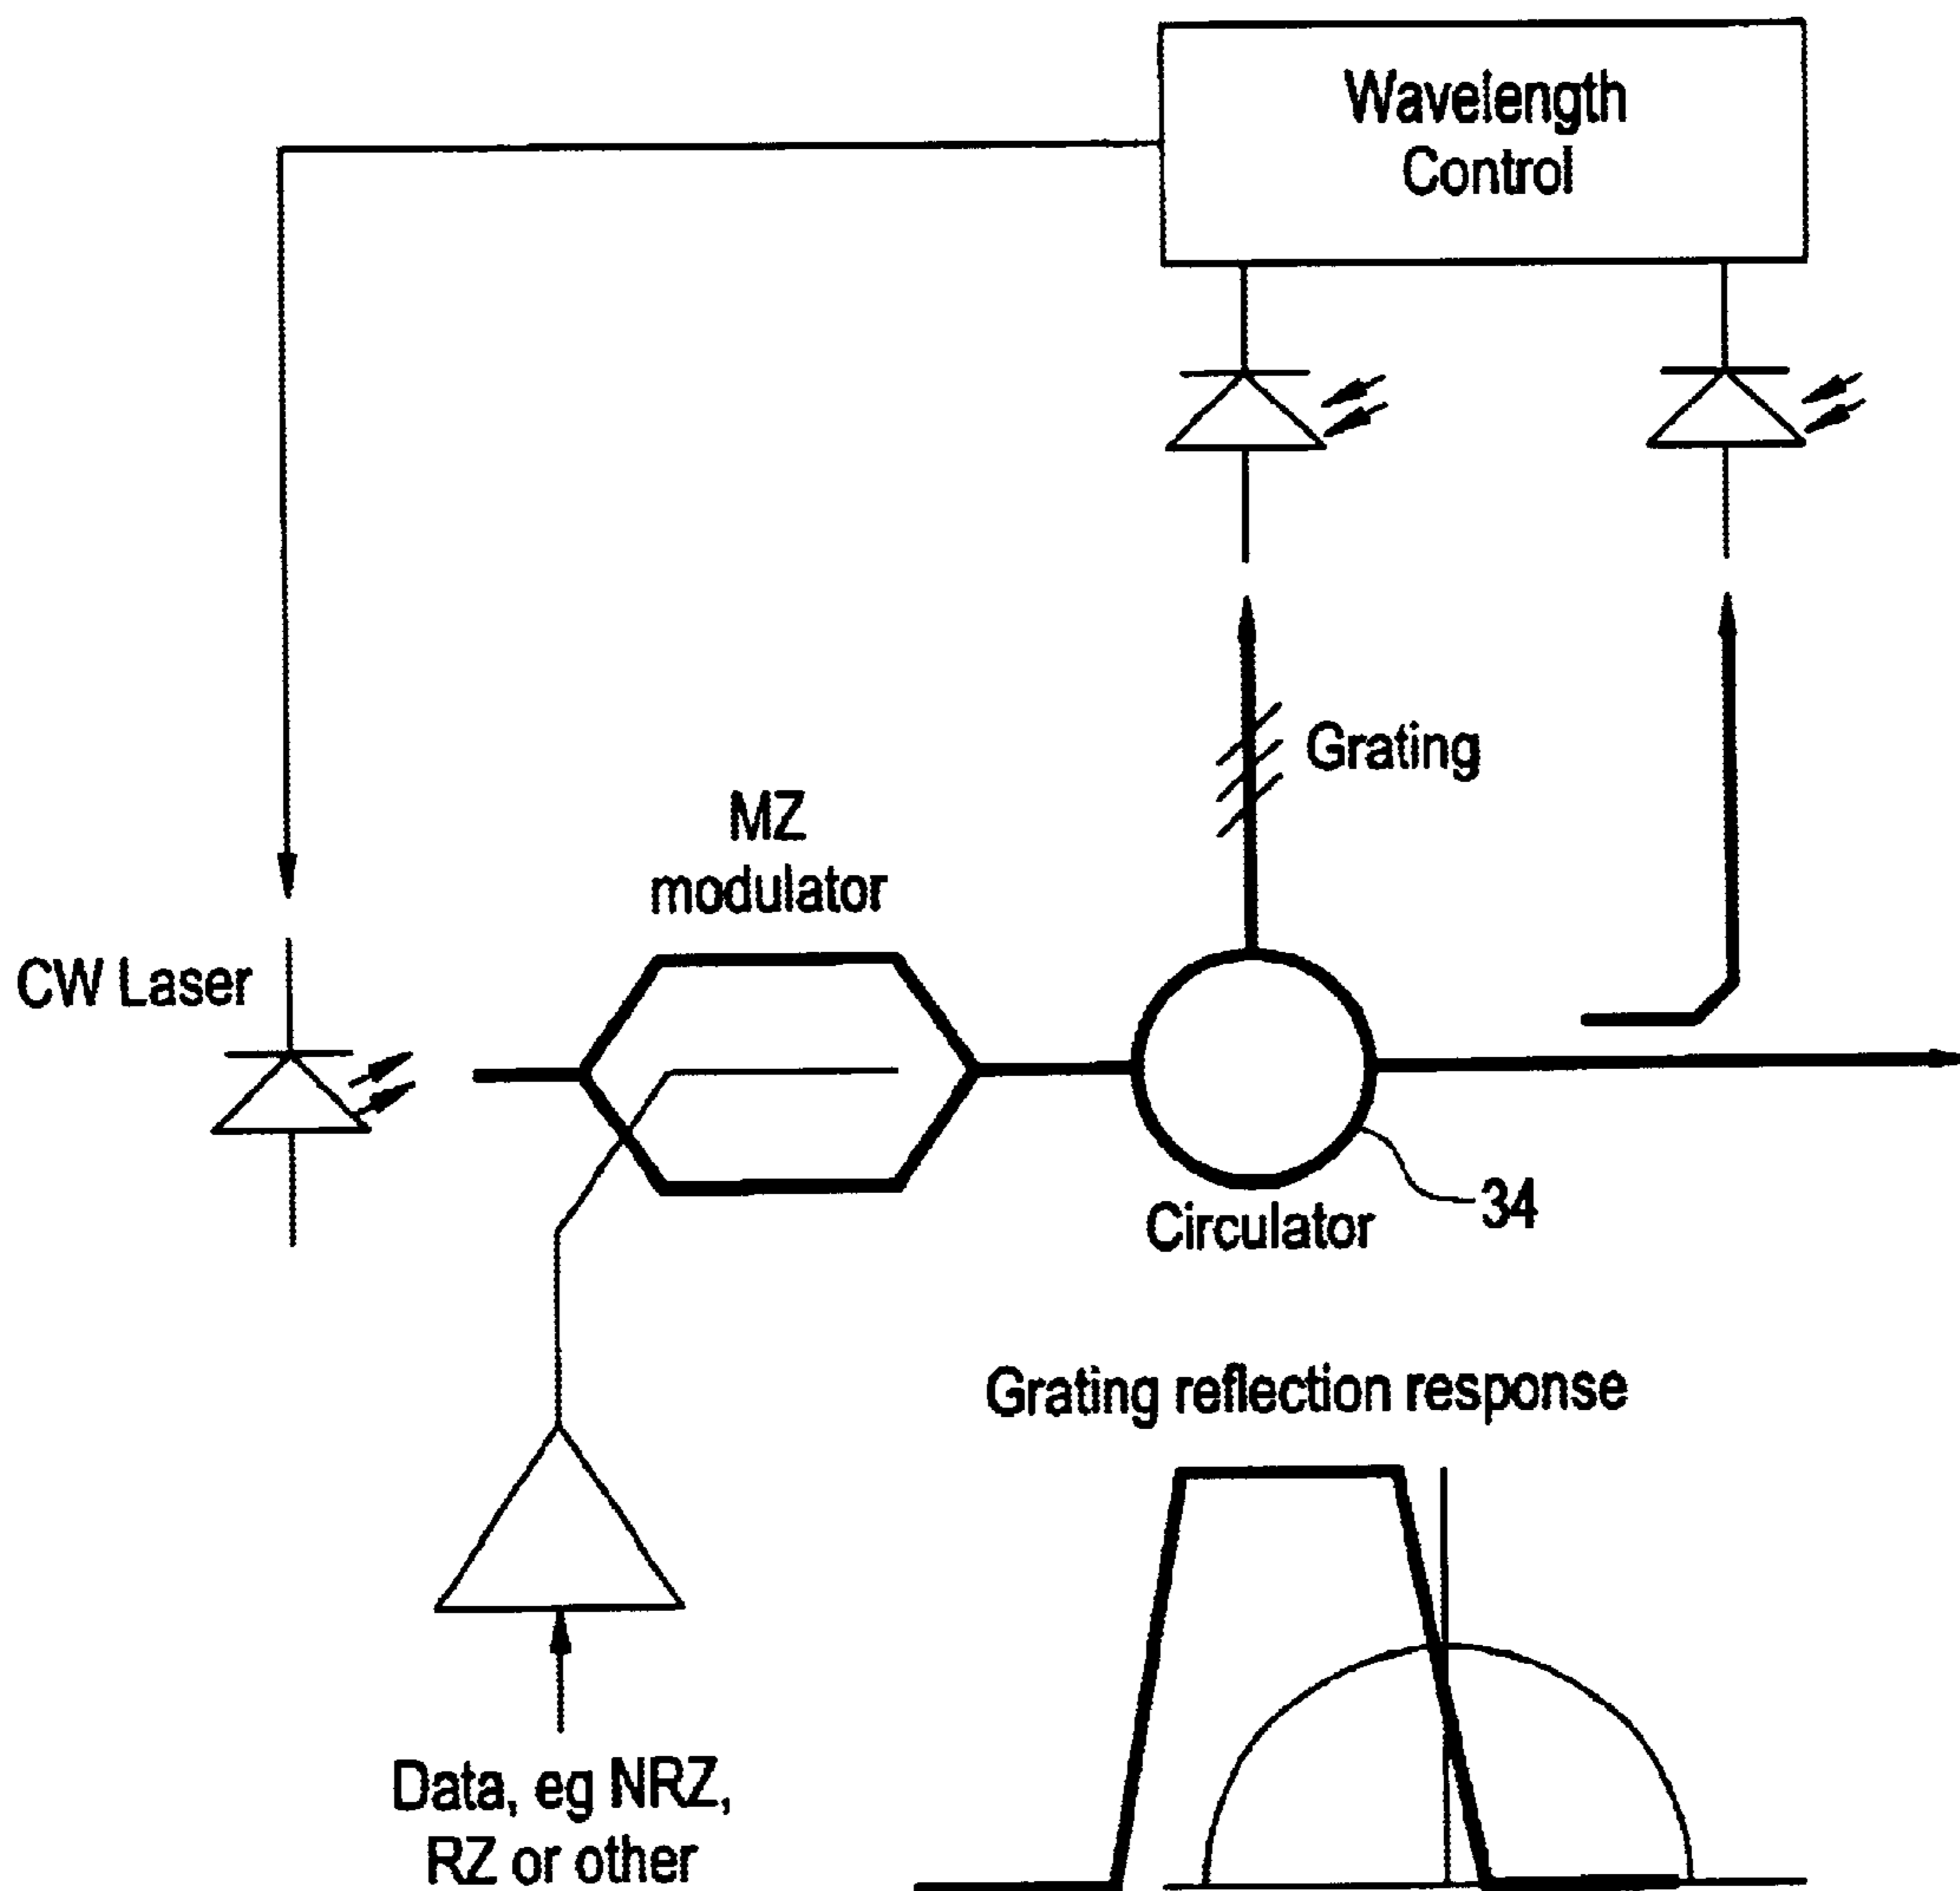 Wavelength
Control
Grating
MZ
modulator
CW Laser
34
Circulator
Grating reflection response
Data, eg NRZ,
RZ or other